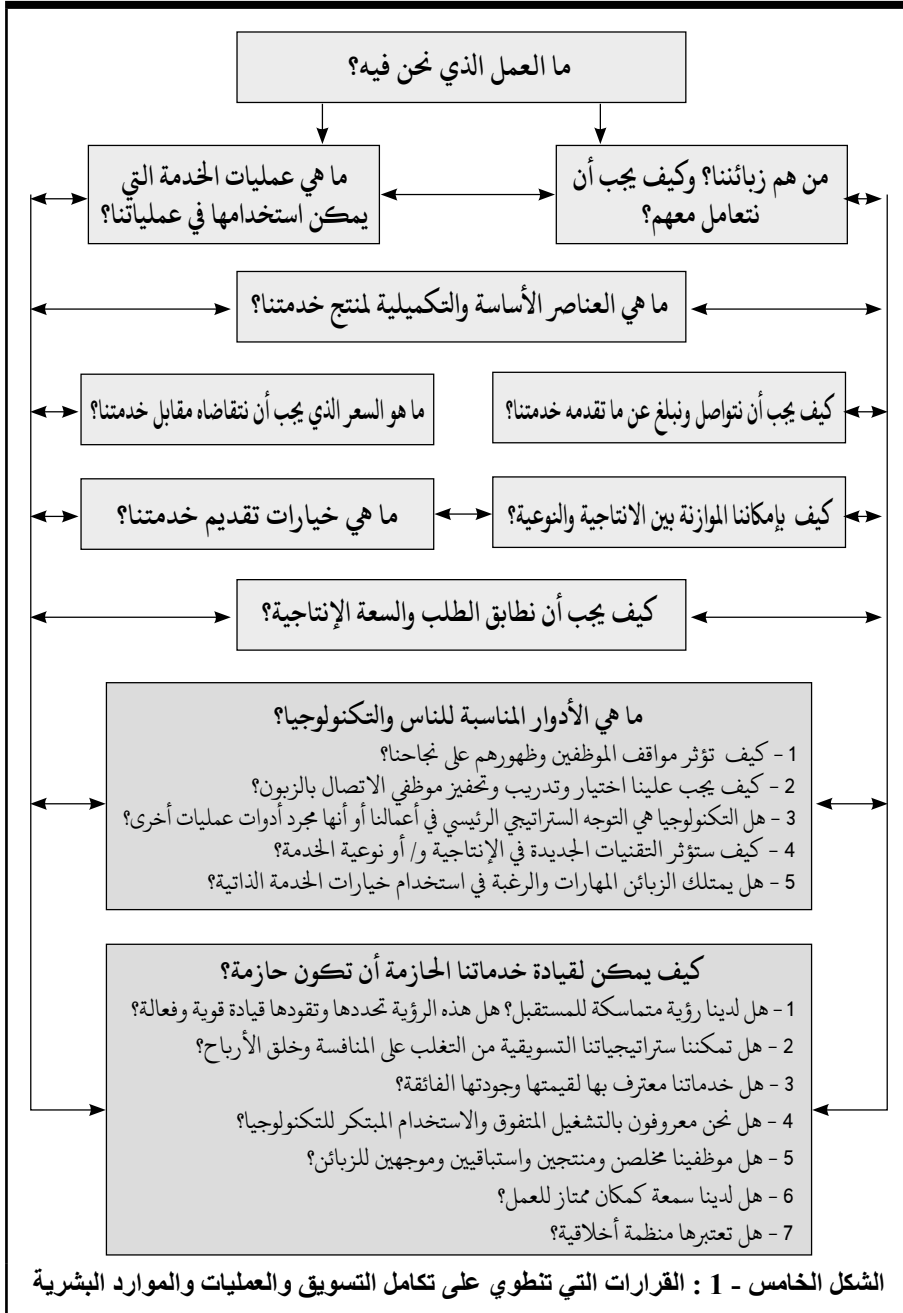 ما العمل الذي نحن فيه؟
من هم زبائننا؟ وكيف يجب أن
نتعامل معهم؟
ما هي عمليات الخدمة التي
يمكن استخدامها في عملياتنا؟
ما هي العناصر الأساسة والتكميلية لمنتج خدمتنا؟
كيف يجب أن نتواصل ونبلغ عن ما تقدمه خدمتنا؟
ما هو السعر الذي يجب أن نتقاضاه مقابل خدمتنا؟
كيف بإمكاننا الموازنة بين الانتاجية والنوعية؟
ما هي خيارات تقديم خدمتنا؟
كيف يجب أن نطابق الطلب والسعة الإنتاجية؟
ما هي الأدوار المناسبة للناس والتكنولوجيا؟
1 - كيف تؤثر مواقف الموظفين وظهورهم على نجاحنا؟
2 - كيف يجب علينا اختيار وتدريب وتحفيز موظفي الاتصال بالزبون؟
3 - هل التكنولوجيا هي التوجه الستراتيجي الرئيسي في أعمالنا أو أنها مجرد أدوات عمليات أخرى؟
4 - كيف ستؤثر التقنيات الجديدة في الإنتاجية و/ أو نوعية الخدمة؟
5 - هل يمتلك الزبائن المهارات والرغبة في استخدام خيارات الخدمة الذاتية؟
كيف يمكن لقيادة خدماتنا الحازمة أن تكون حازمة؟
1 - هل لدينا رؤية متماسكة للمستقبل؟ هل هذه الرؤية تحددها وتقودها قيادة قوية وفعالة؟
2 - هل تمكننا ستراتيجياتنا التسويقية من التغلب على المنافسة وخلق الأرباح؟
3 - هل خدماتنا معترف بها لقيمتها وجودتها الفائقة؟
4 - هل نحن معروفون بالتشغيل المتفوق والاستخدام المبتكر للتكنولوجيا؟
5 - هل موظفينا مخلصن ومنتجين واستباقيين وموجهين للزبائن؟
6 - هل لدينا سمعة كمكان ممتاز للعمل؟
7 - هل تعتبرها منظمة أخلاقية؟
الشكل الخامس - 1 : القرارات التي تنطوي على تكامل التسويق والعمليات والموارد البشرية